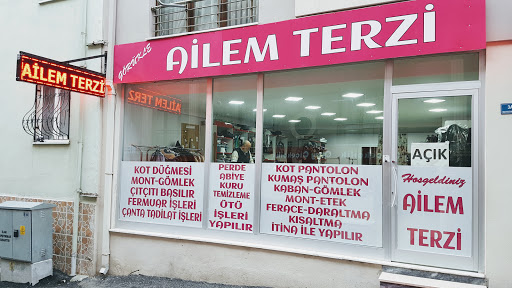 GÖRÜKLE
AİLEM TERZİ
AİLEM TERZİ
AİLEM TERZ
KOT DÜĞMESİ
MONT-GÖMLEK
ÇITÇITI BASILIR
FERMUAR İŞLERİ
ÇANTA TADİLAT İŞLERİ
PERDE
ABİYE
KURU
TEMİZLEME
ÜTÜ
İŞLERİ
YAPILIR
KOT PANTOLON
KUMAŞ PANTOLON
KABAN-GÖMLEK
MONT-ETEK
FERACE-DARALTMA
KISALTMA
İTİNA İLE YAPILIR
AÇIK
Hoşgeldiniz
AİLEM
TERZİ